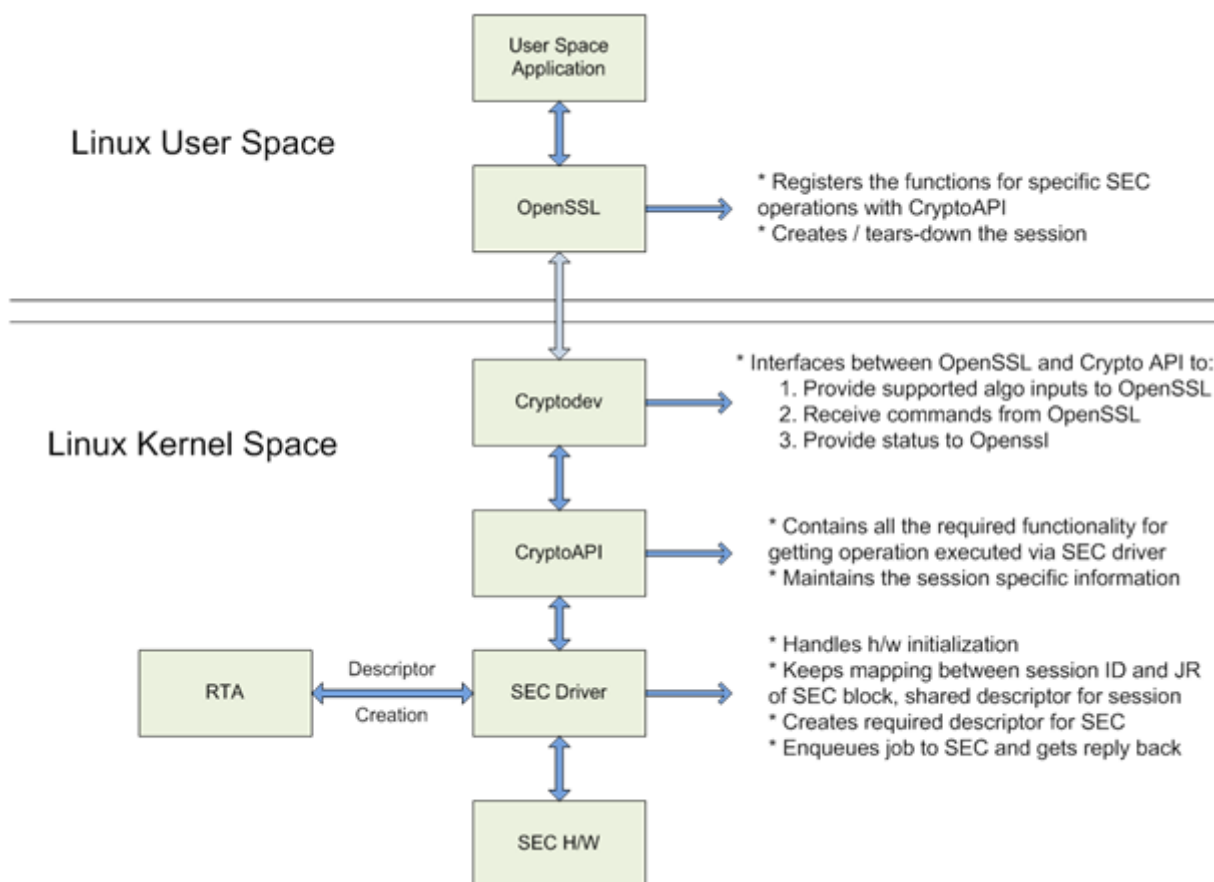 User Space
Application
Linux User Space
OpenSSL
* Registers the functions for specific SEC
operations with CryptoAPI
* Creates / tears-down the session
Cryptodev
* Interfaces between OpenSSL and Crypto API to:
1. Provide supported algo inputs to OpenSSL
2. Receive commands from OpenSSL
3. Provide status to Openssl
Linux Kernel Space
CryptoAPI
* Contains all the required functionality for
getting operation executed via SEC driver
* Maintains the session specific information
RTA
Descriptor
Creation
SEC Driver
* Handles h/w initialization
* Keeps mapping between session ID and JR
of SEC block, shared descriptor for session
* Creates required descriptor for SEC
* Enqueues job to SEC and gets reply back
SEC H/W